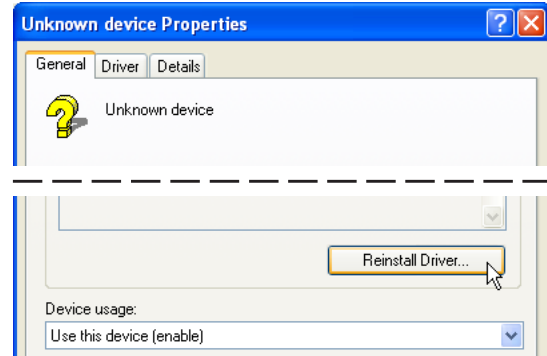 Unknown device Properties
General Driver Details
Unknown device
Reinstall Driver...
Device usage:
Use this device (enable)